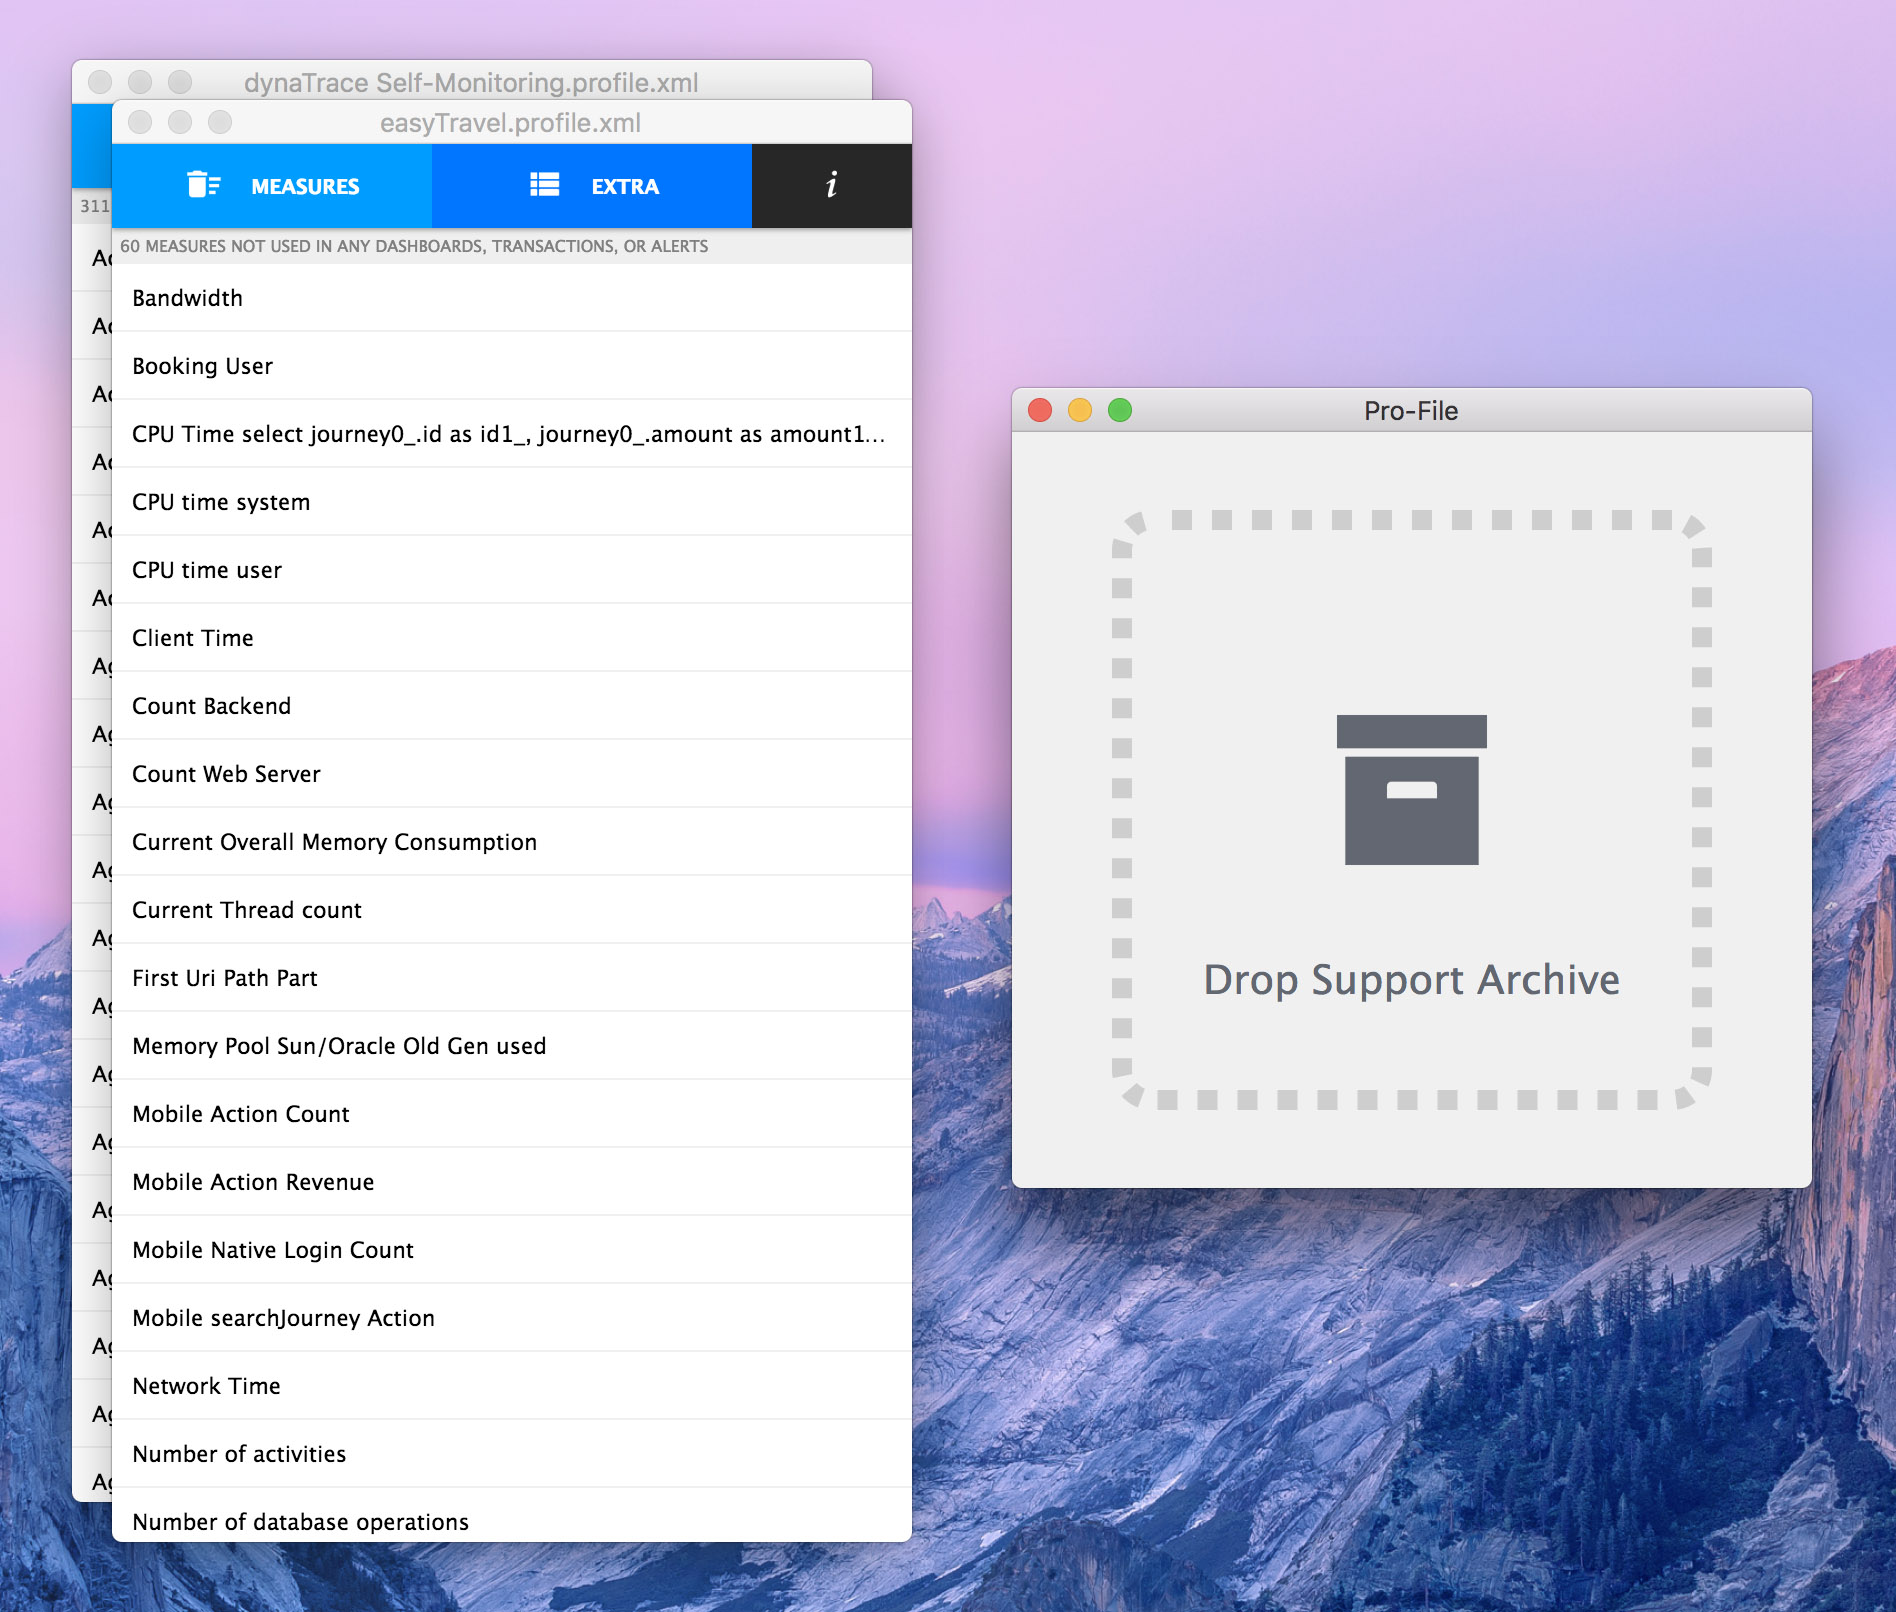 dynaTrace Self-Monitoring.profile.xml
311
easyTravel.profile.xml
MEASURES
EXTRA
i
60 MEASURES NOT USED IN ANY DASHBOARDS, TRANSACTIONS, OR ALERTS
Bandwidth
Booking User
CPU Time select journey0_.id as id1_, journey0_.amount as amount1...
CPU time system
CPU time user
Client Time
Count Backend
Count Web Server
Current Overall Memory Consumption
Current Thread count
First Uri Path Part
Memory Pool Sun/Oracle Old Gen used
Mobile Action Count
Mobile Action Revenue
Mobile Native Login Count
Mobile searchJourney Action
Network Time
Number of activities
Number of database operations
Pro-File
Drop Support Archive